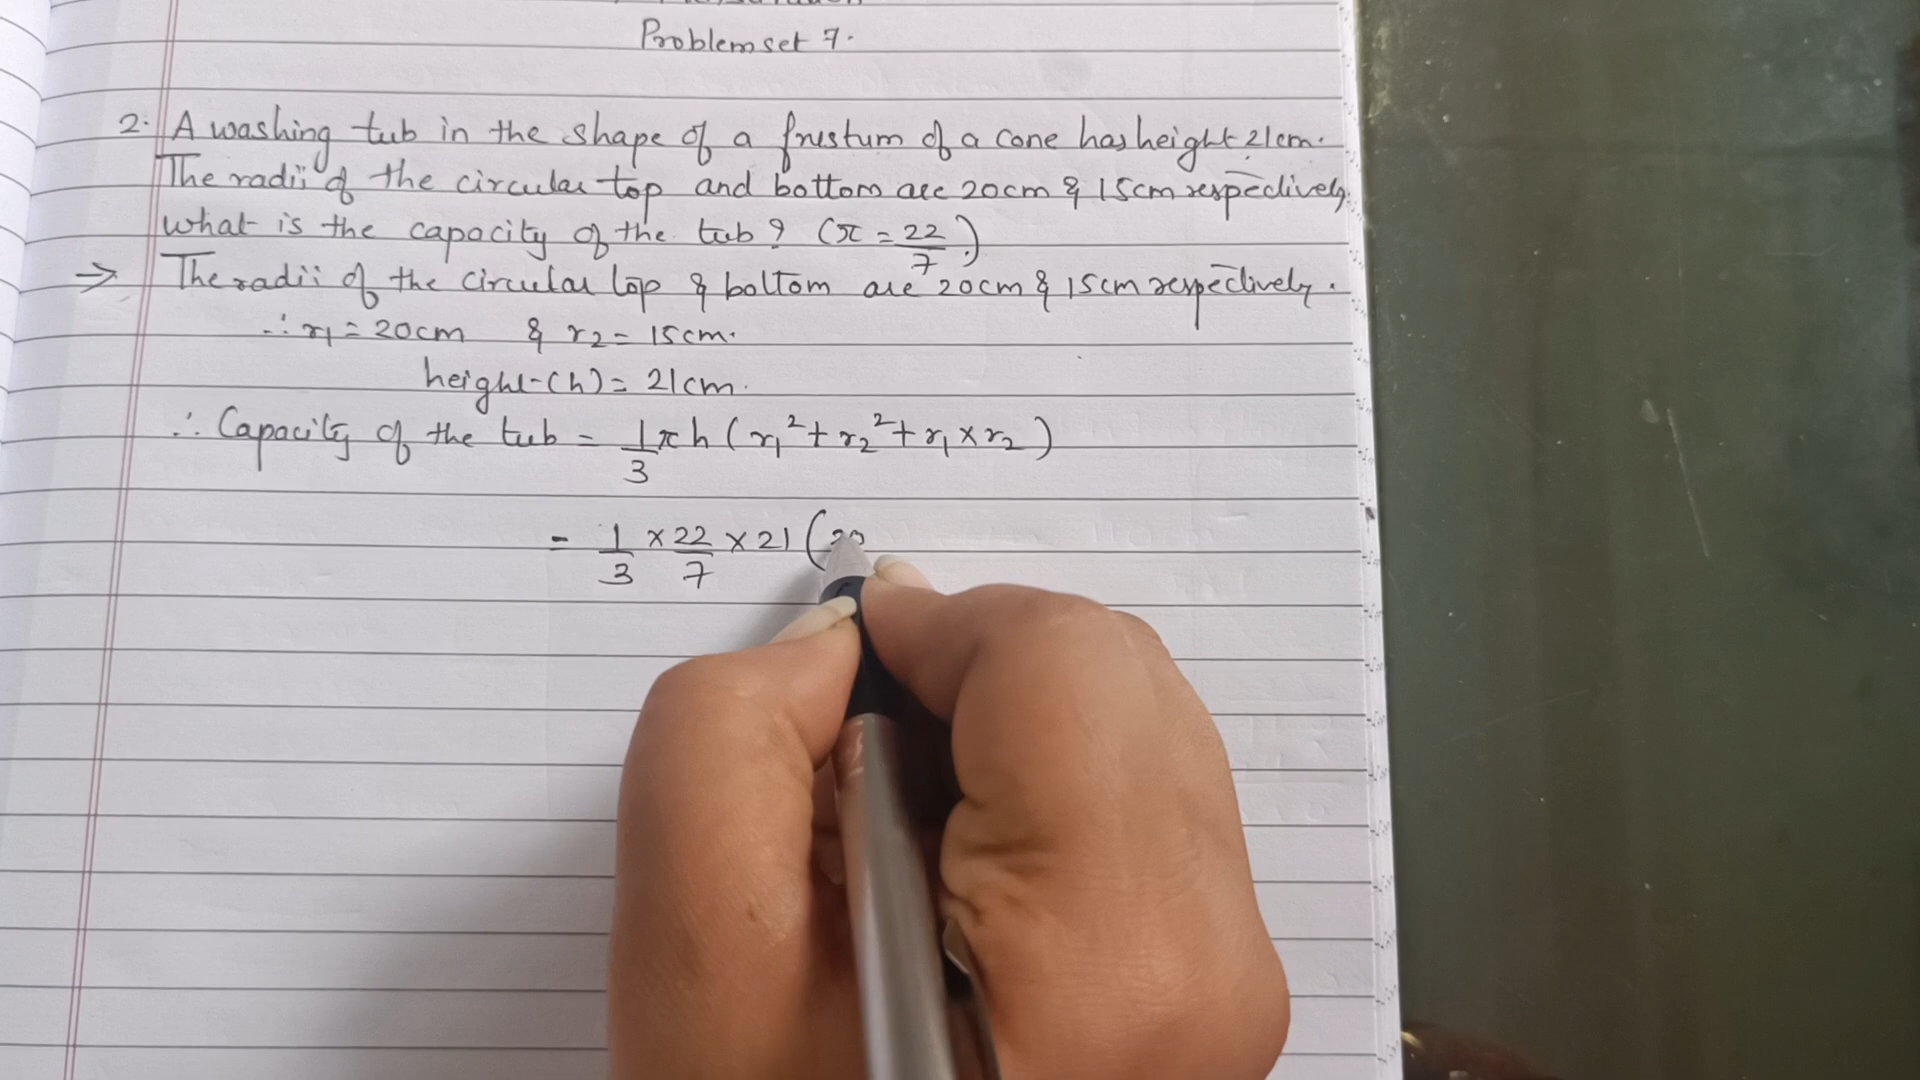 Problem set 7.
2. A washing tub in the shape of a frustum of a cone has height 21cm.
The radii of the circular top and bottom are 20cm & 15cm respectively.
what is the capacity of the tub? (π = 22/7).
→ The radii of the circular top & bottom are 20cm & 15cm respectively.
∴ r₁ = 20cm & r₂ = 15cm.
height (h) = 21cm.
∴ Capacity of the tub = 1/3 π h (r₁² + r₂² + r₁ × r₂)
= 1/3 × 22/7 × 21 (20